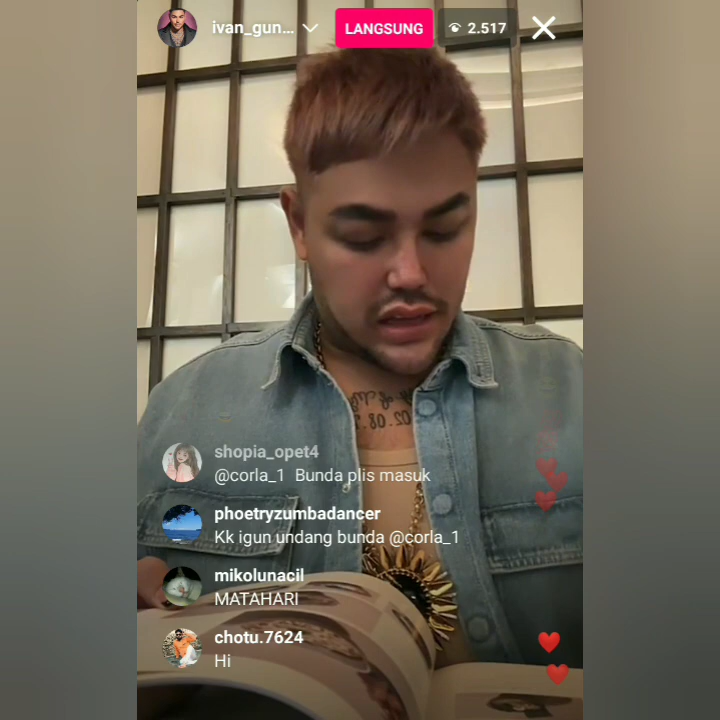 ivan_gun...
LANGSUNG
2.517
shopia_opet4
@corla_1 Bunda plis masuk
phoetryzumbadancer
Kk igun undang bunda @corla_1
mikolunacil
MATAHARI
chotu.7624
Hi